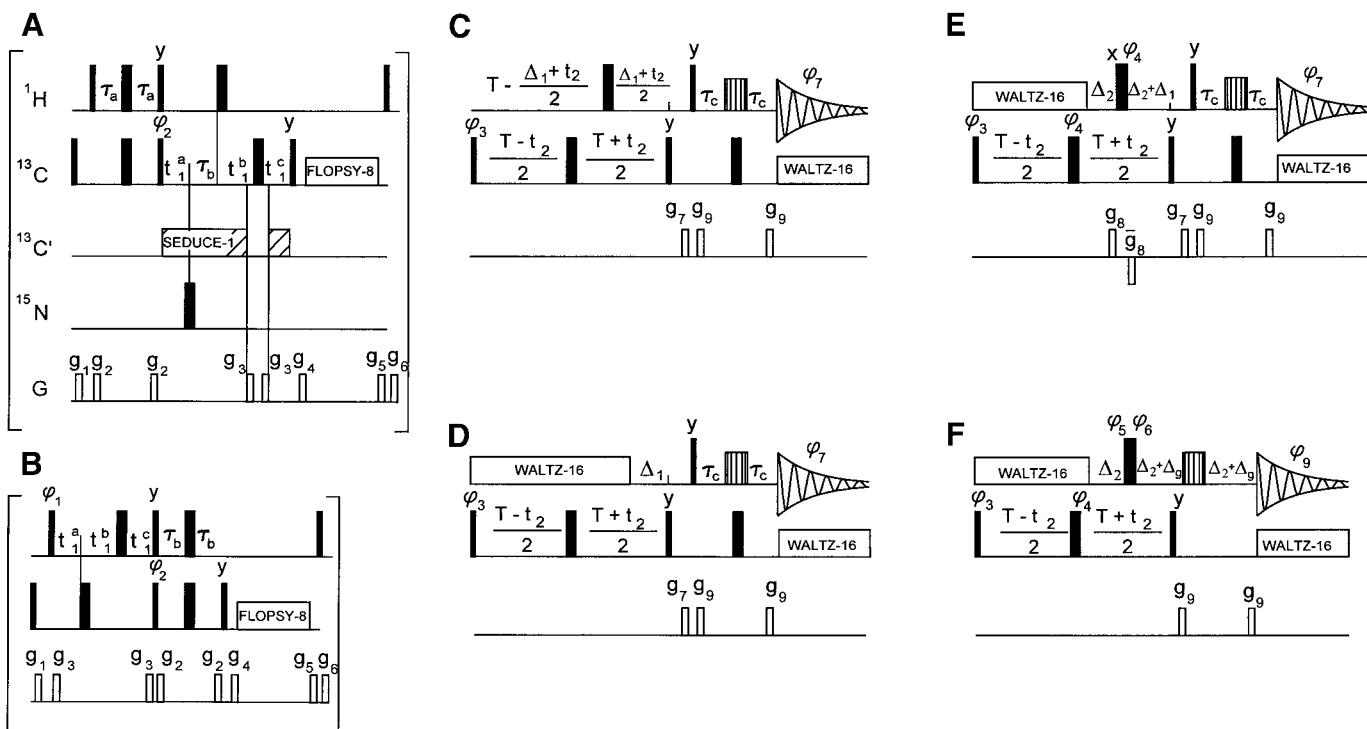 A
y
¹H
τa τa
φ2 y
¹³C
t₁ᵃ τb t₁ᵇ t₁ᶜ FLOPSY-8
¹³C'
SEDUCE-1
¹⁵N
g1 g2 g2 g3 g3 g4 g5 g6
G
B
φ1 y
t₁ᵃ t₁ᵇ t₁ᶜ τb τb
φ2 y
FLOPSY-8
g1 g3 g3 g2 g2 g4 g5 g6
C
y φ7
T - (Δ1 + t2)/2 (Δ1 + t2)/2 τc τc
φ3 (T - t2)/2 (T + t2)/2 y
WALTZ-16
g7 g9 g9
D
y φ7
WALTZ-16 Δ1 τc τc
φ3 (T - t2)/2 (T + t2)/2 y
WALTZ-16
g7 g9 g9
E
x φ4 y φ7
WALTZ-16 Δ2 Δ2+Δ1 τc τc
φ3 (T - t2)/2 φ4 (T + t2)/2 y
WALTZ-16
g8 g̅8 g7 g9 g9
F
φ5 φ6 φ9
WALTZ-16 Δ2 Δ2+Δg Δ2+Δg
φ3 (T - t2)/2 φ4 (T + t2)/2 y
WALTZ-16
g9 g9